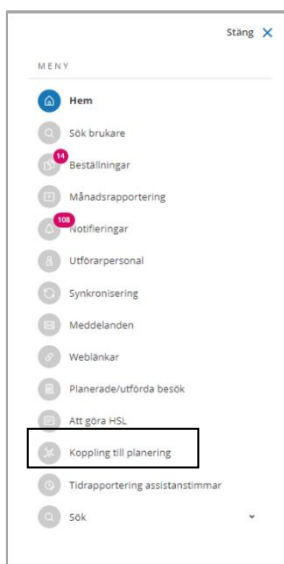 Stäng
MENY
Hem
Sök brukare
14
Beställningar
Månadsrapportering
108
Notifieringar
Utförarpersonal
Synkronisering
Meddelanden
Weblänkar
Planerade/utförda besök
Att göra HSL
Koppling till planering
Tidrapportering assistanstimmar
Sök